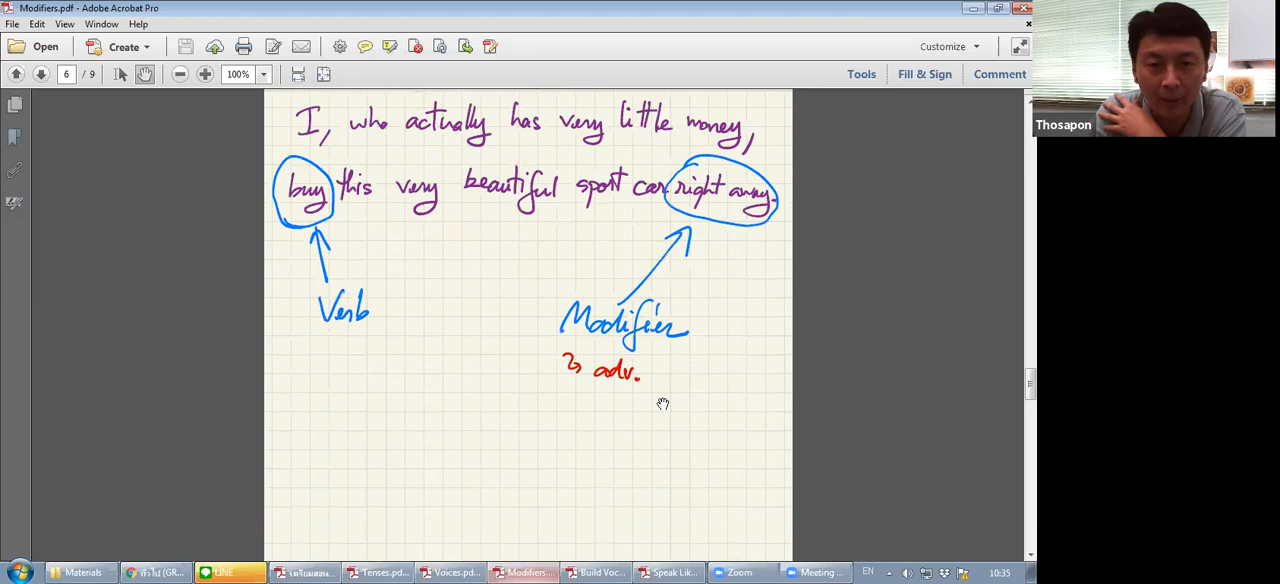 Modifiers.pdf - Adobe Acrobat Pro
File Edit View Window Help
Open Create Customize
6 / 9 100% Tools Fill & Sign Comment
Thosapon
I, who actually has very little money,
buy this very beautiful sport car right away.
Verb
Modifier
adv.
Materials LINE Tenses.pd... Voices.pd... Modifiers... Build Voc... Speak Lik... Zoom Meeting ... EN 10:35